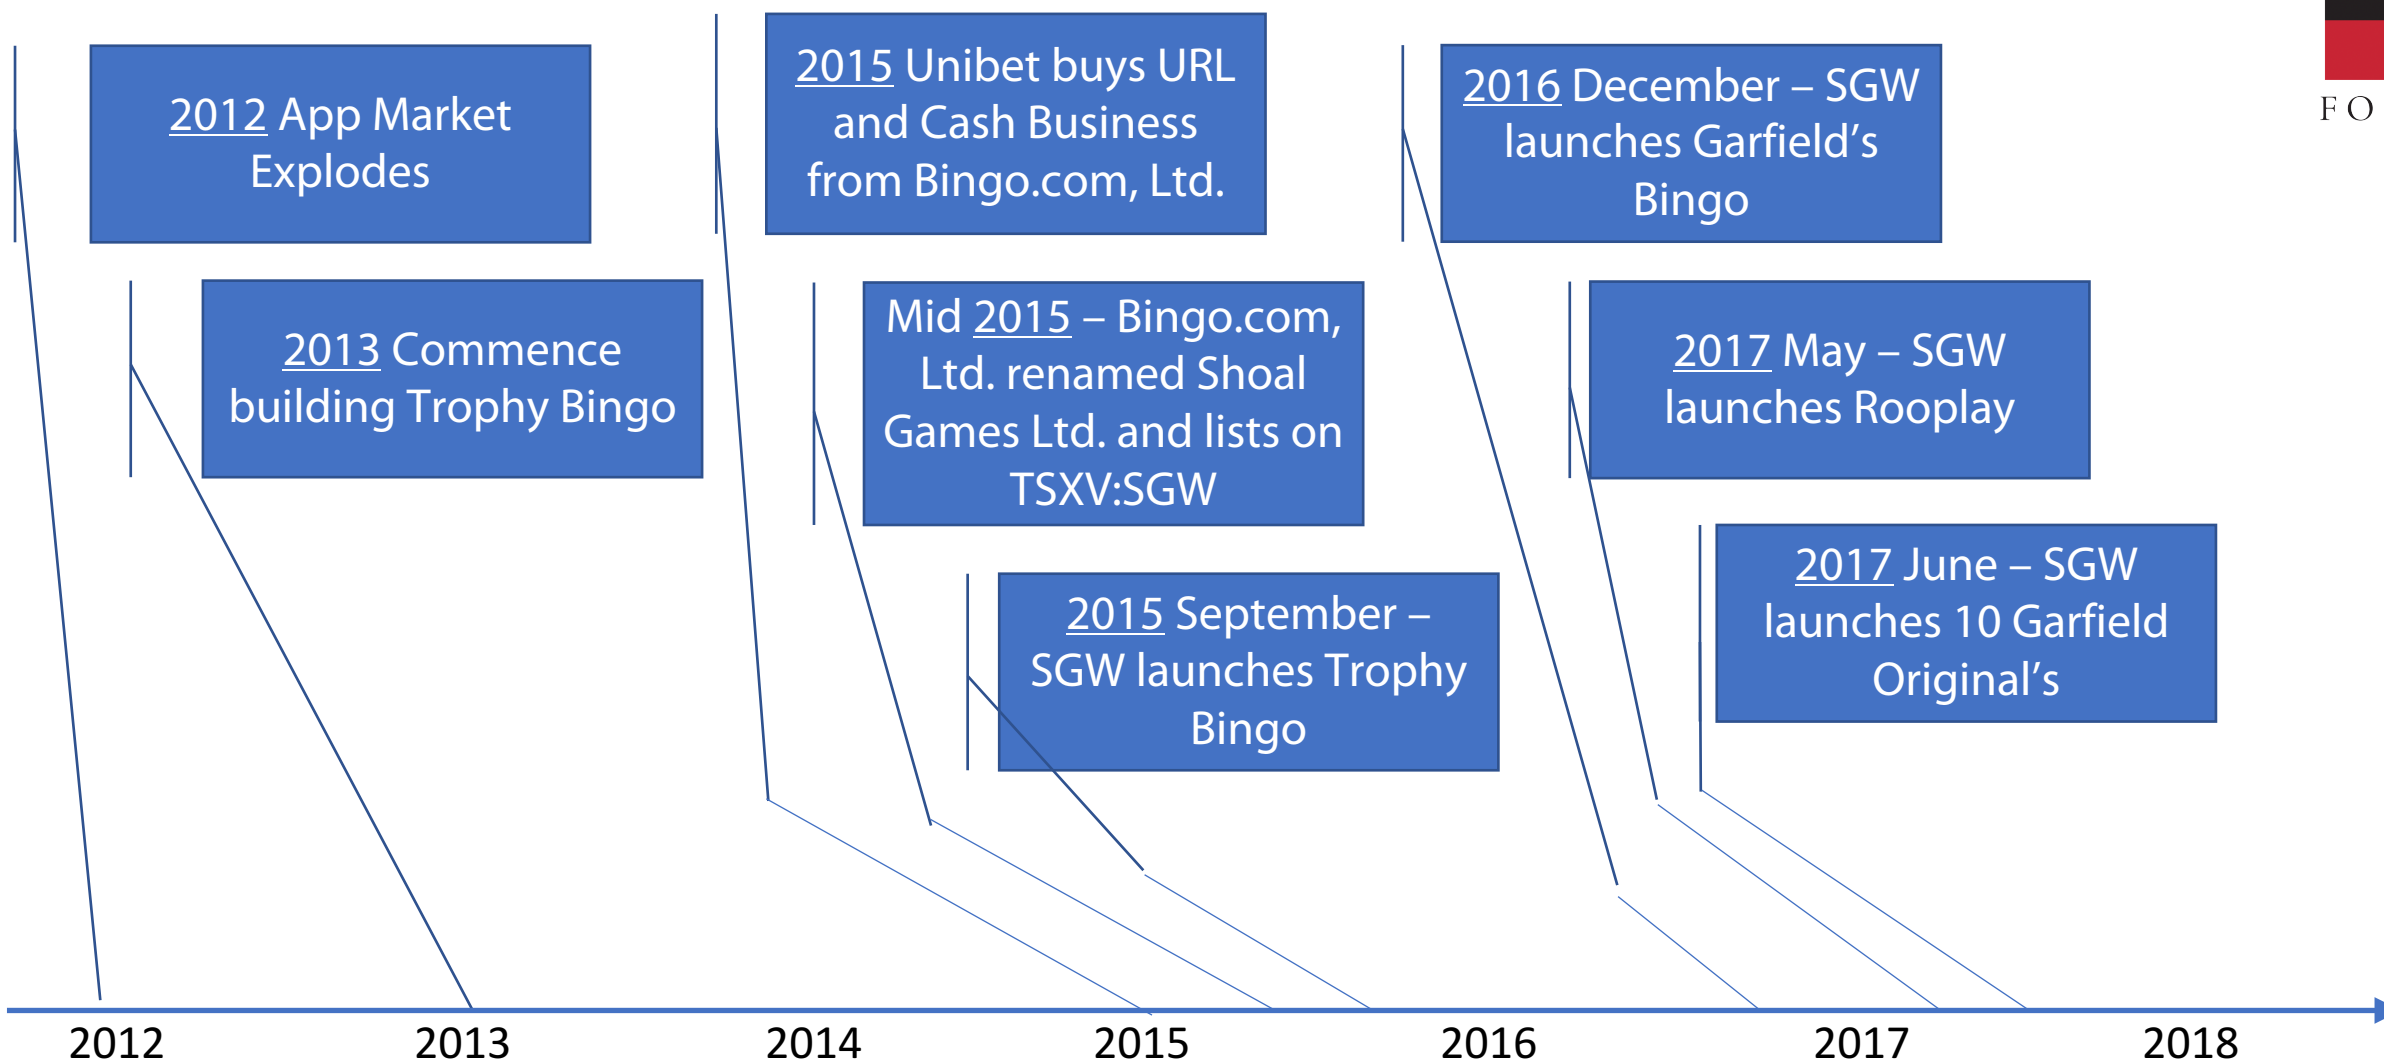 2012 App Market
Explodes
2013 Commence
building Trophy Bingo
2015 Unibet buys URL
and Cash Business
from Bingo.com, Ltd.
Mid 2015 – Bingo.com,
Ltd. renamed Shoal
Games Ltd. and lists on
TSXV:SGW
2015 September –
SGW launches Trophy
Bingo
2016 December – SGW
launches Garfield’s
Bingo
2017 May – SGW
launches Rooplay
2017 June – SGW
launches 10 Garfield
Original’s
FO
2012 2013 2014 2015 2016 2017 2018